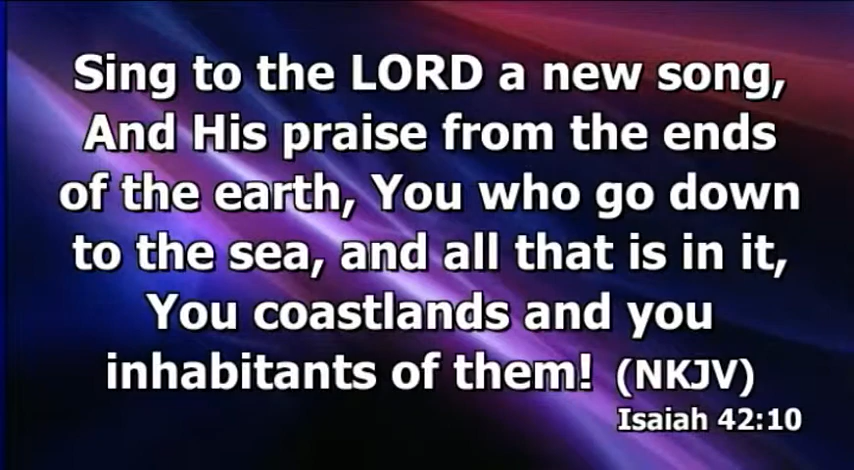 Sing to the LORD a new song,
And His praise from the ends
of the earth, You who go down
to the sea, and all that is in it,
You coastlands and you
inhabitants of them! (NKJV)
Isaiah 42:10